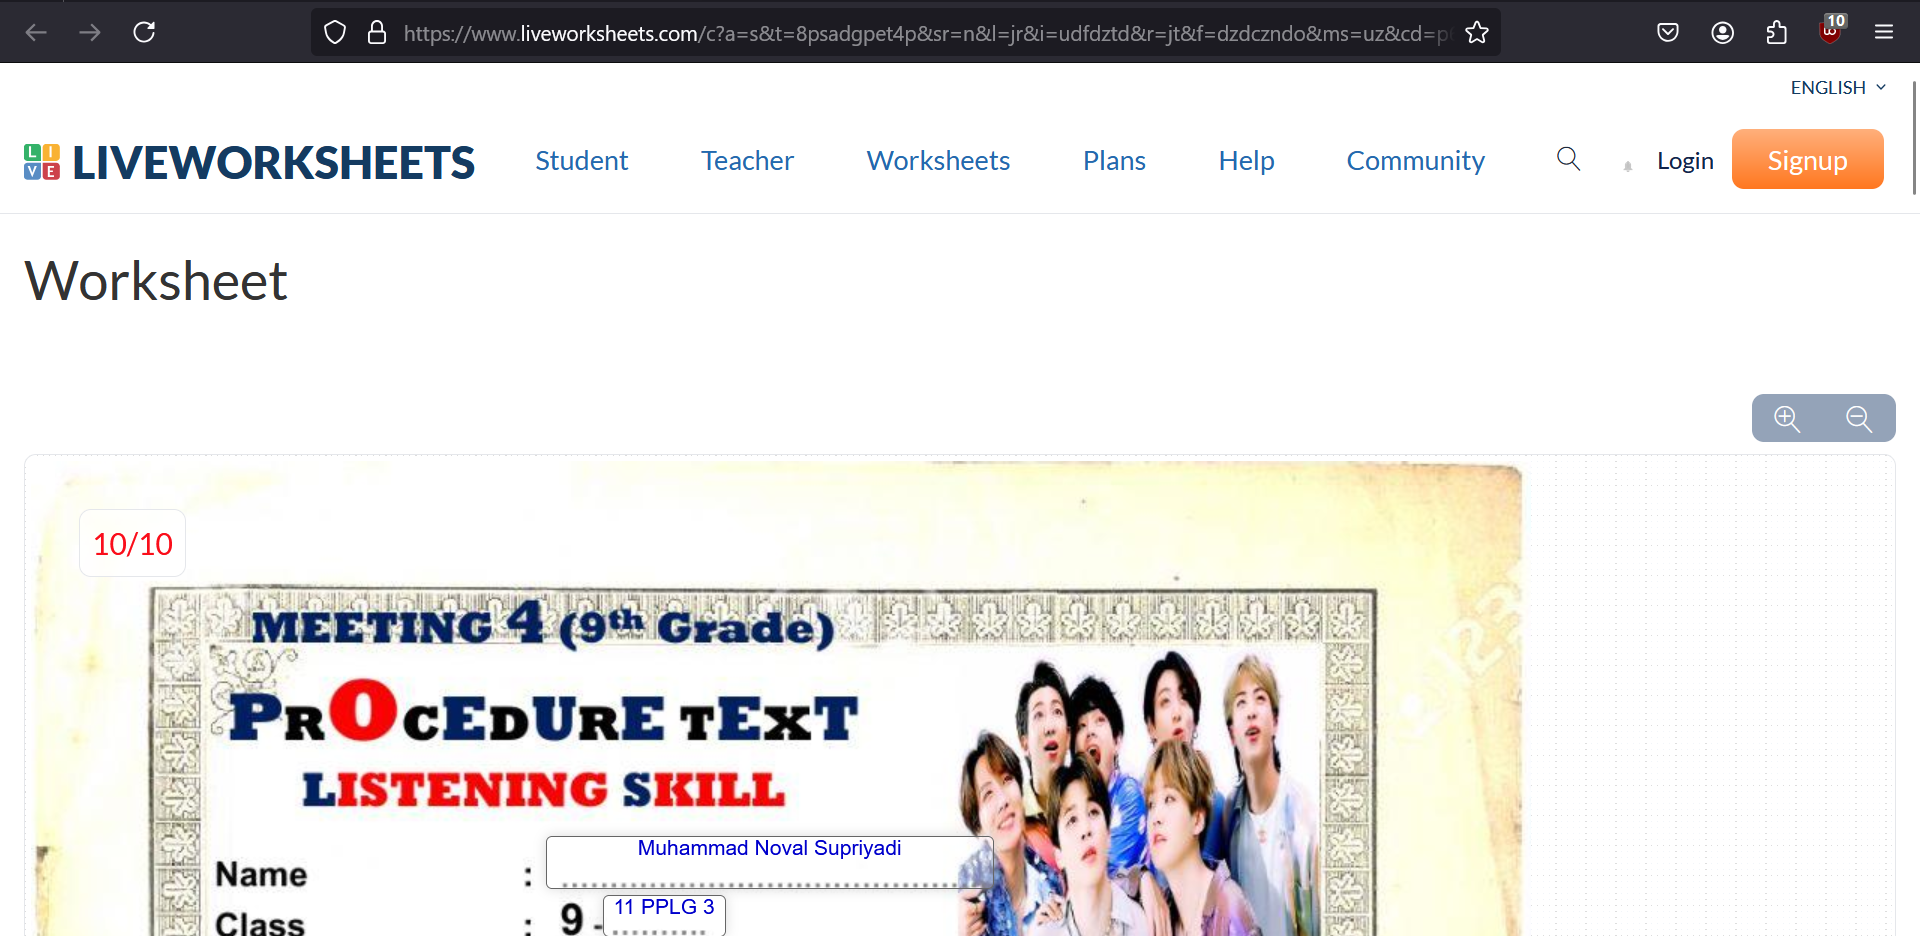 https://www.liveworksheets.com/c?a=s&t=8psadgpet4p&sr=n&l=jr&i=udfdztd&r=jt&f=dzdczndo&ms=uz&cd=p
10
ENGLISH
LIVE LIVEWORKSHEETS Student Teacher Worksheets Plans Help Community Login Signup
Worksheet
10/10
MEETING 4 (9th Grade)
PROCEDURE TEXT
LISTENING SKILL
Name : Muhammad Noval Supriyadi
Class : 9 - 11 PPLG 3